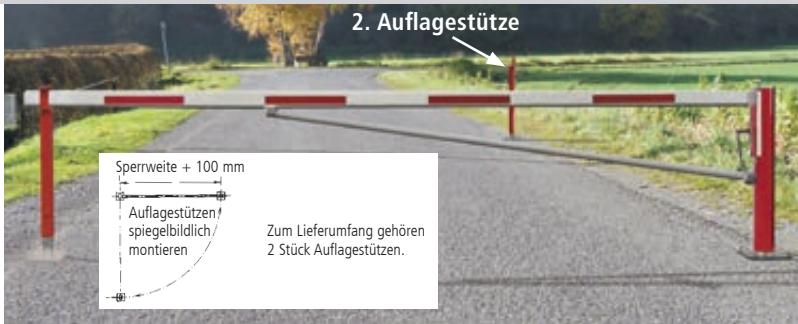 2. Auflagestütze
Sperrweite + 100 mm
Auflagestützen
spiegelbildlich
montieren
Zum Lieferumfang gehören
2 Stück Auflagestützen.